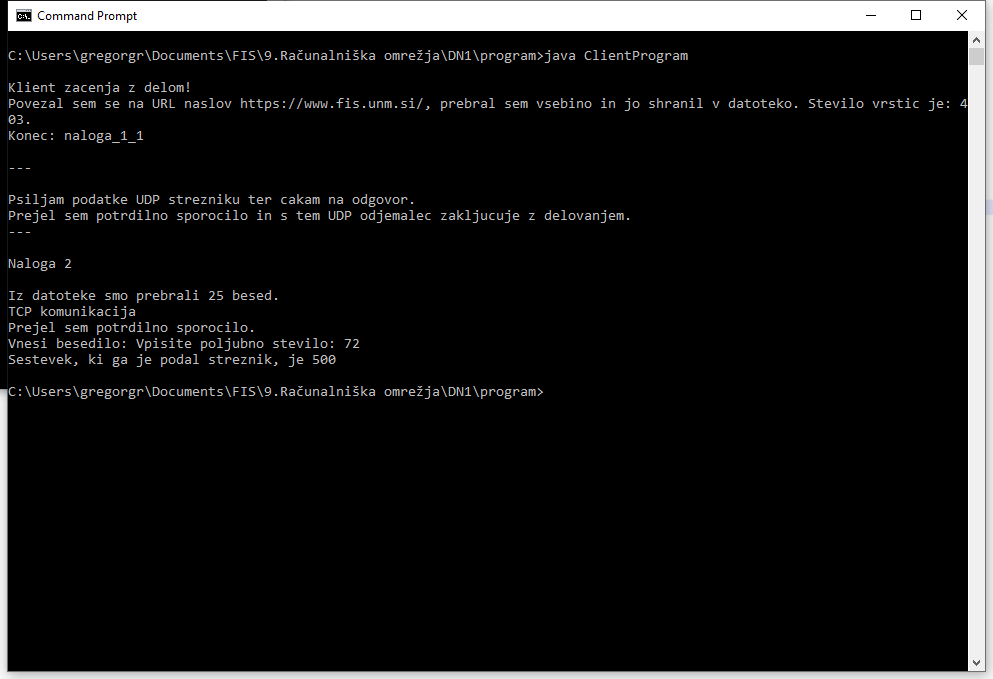 Command Prompt
C:\Users\gregorgr\Documents\FIS\9.Računalniška omrežja\DN1\program>java ClientProgram
Klient zacenja z delom!
Povezal sem se na URL naslov https://www.fis.unm.si/, prebral sem vsebino in jo shranil v datoteko. Stevilo vrstic je: 4
03.
Konec: naloga_1_1
---
Psiljam podatke UDP strezniku ter cakam na odgovor.
Prejel sem potrdilno sporocilo in s tem UDP odjemalec zakljucuje z delovanjem.
---
Naloga 2
Iz datoteke smo prebrali 25 besed.
TCP komunikacija
Prejel sem potrdilno sporocilo.
Vnesi besedilo: Vpisite poljubno stevilo: 72
Sestevek, ki ga je podal streznik, je 500
C:\Users\gregorgr\Documents\FIS\9.Računalniška omrežja\DN1\program>